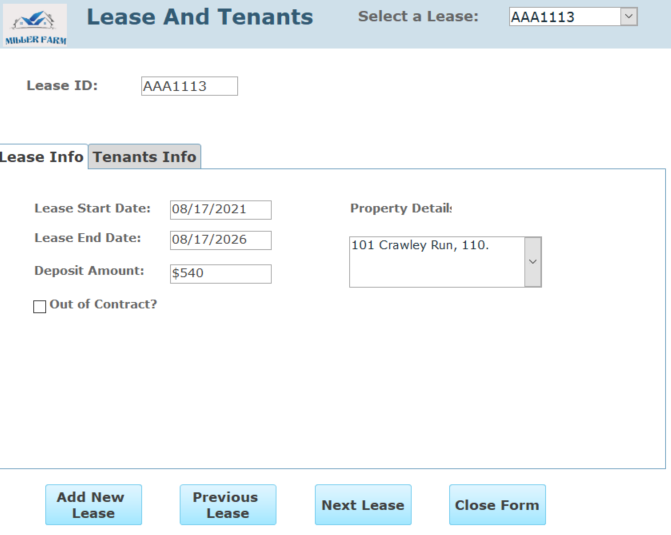 MILLER FARM
Lease And Tenants
Select a Lease:
AAA1113
Lease ID:
AAA1113
Lease Info
Tenants Info
Lease Start Date:
08/17/2021
Property Details
Lease End Date:
08/17/2026
101 Crawley Run, 110.
Deposit Amount:
$540
Out of Contract?
Add New
Lease
Previous
Lease
Next Lease
Close Form